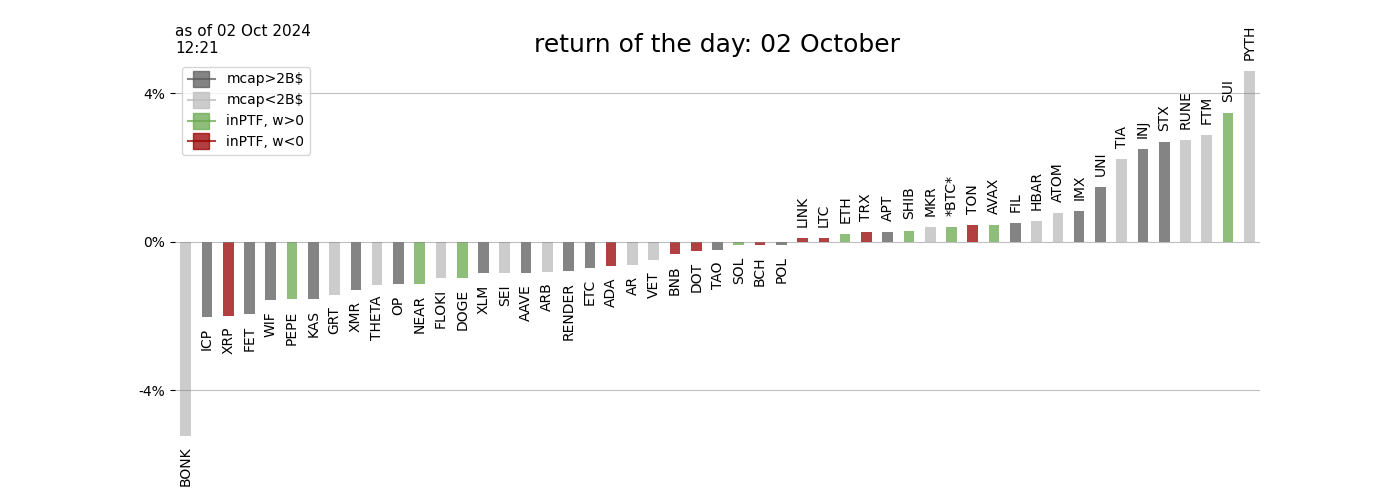 as of 02 Oct 2024
12:21
return of the day: 02 October
mcap>2B$
mcap<2B$
inPTF, w>0
inPTF, w<0
4%
0%
-4%
BONK
ICP
XRP
FET
WIF
PEPE
KAS
GRT
XMR
THETA
OP
NEAR
FLOKI
DOGE
XLM
SEI
AAVE
ARB
RENDER
ETC
ADA
AR
VET
BNB
DOT
TAO
SOL
BCH
POL
LINK
LTC
ETH
TRX
APT
SHIB
MKR
*BTC*
TON
AVAX
FIL
HBAR
ATOM
IMX
UNI
TIA
INJ
STX
RUNE
FTM
SUI
PYTH